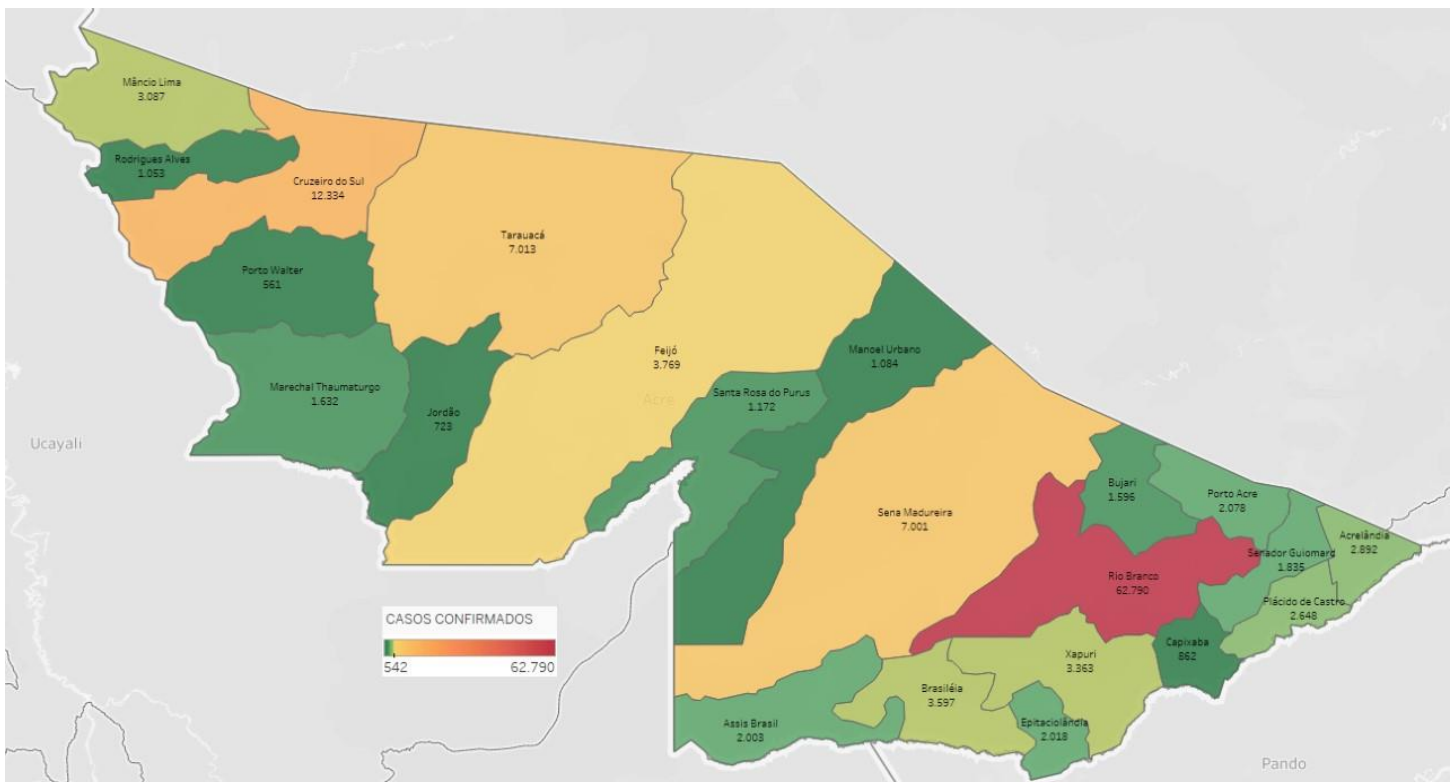 Mâncio Lima
3.087
Rodrigues Alves
1.053
Cruzeiro do Sul
12.334
Tarauacá
7.013
Porto Walter
561
Feijó
3.769
Manoel Urbano
1.084
Marechal Thaumaturgo
1.632
Jordão
723
Santa Rosa do Purus
1.172
Acre
Ucayali
Sena Madureira
7.001
Bujari
1.596
Porto Acre
2.078
Acrelândia
2.892
Senador Guiomard
1.835
Rio Branco
62.790
Plácido de Castro
2.648
CASOS CONFIRMADOS
542
62.790
Capixaba
862
Xapuri
3.363
Brasiléia
3.597
Assis Brasil
2.003
Epitaciolândia
2.018
Pando